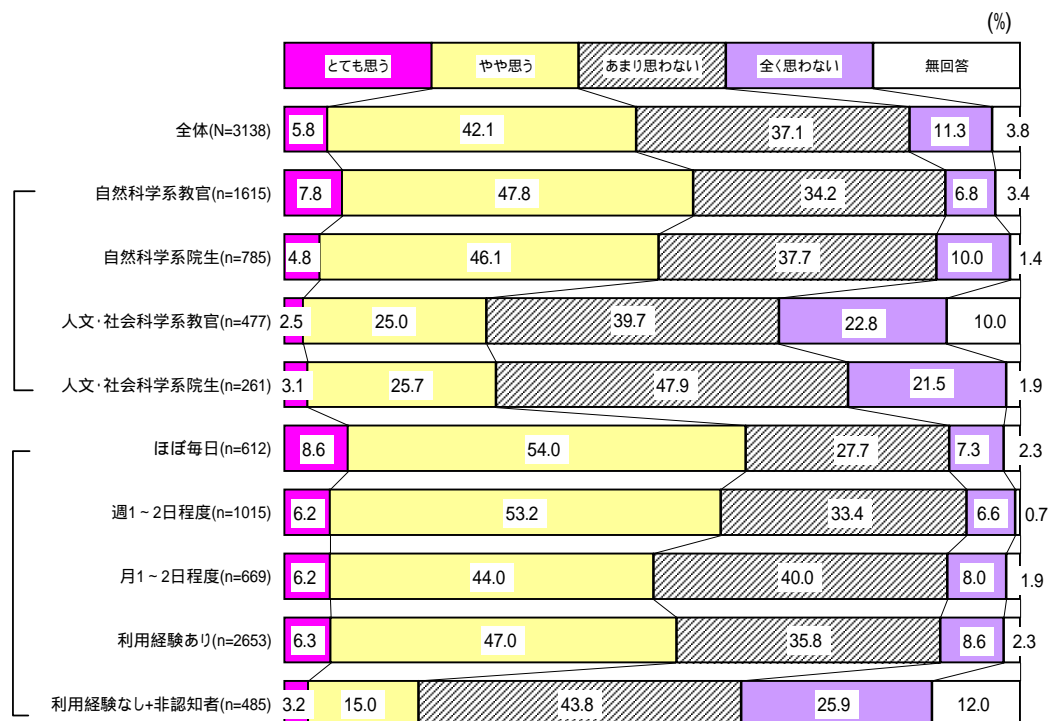 (%)
とても思う やや思う あまり思わない 全く思わない 無回答
全体(N=3138) 5.8 42.1 37.1 11.3 3.8
自然科学系教官(n=1615) 7.8 47.8 34.2 6.8 3.4
自然科学系院生(n=785) 4.8 46.1 37.7 10.0 1.4
人文・社会科学系教官(n=477) 2.5 25.0 39.7 22.8 10.0
人文・社会科学系院生(n=261) 3.1 25.7 47.9 21.5 1.9
ほぼ毎日(n=612) 8.6 54.0 27.7 7.3 2.3
週1~2日程度(n=1015) 6.2 53.2 33.4 6.6 0.7
月1~2日程度(n=669) 6.2 44.0 40.0 8.0 1.9
利用経験あり(n=2653) 6.3 47.0 35.8 8.6 2.3
利用経験なし+非認知者(n=485) 3.2 15.0 43.8 25.9 12.0